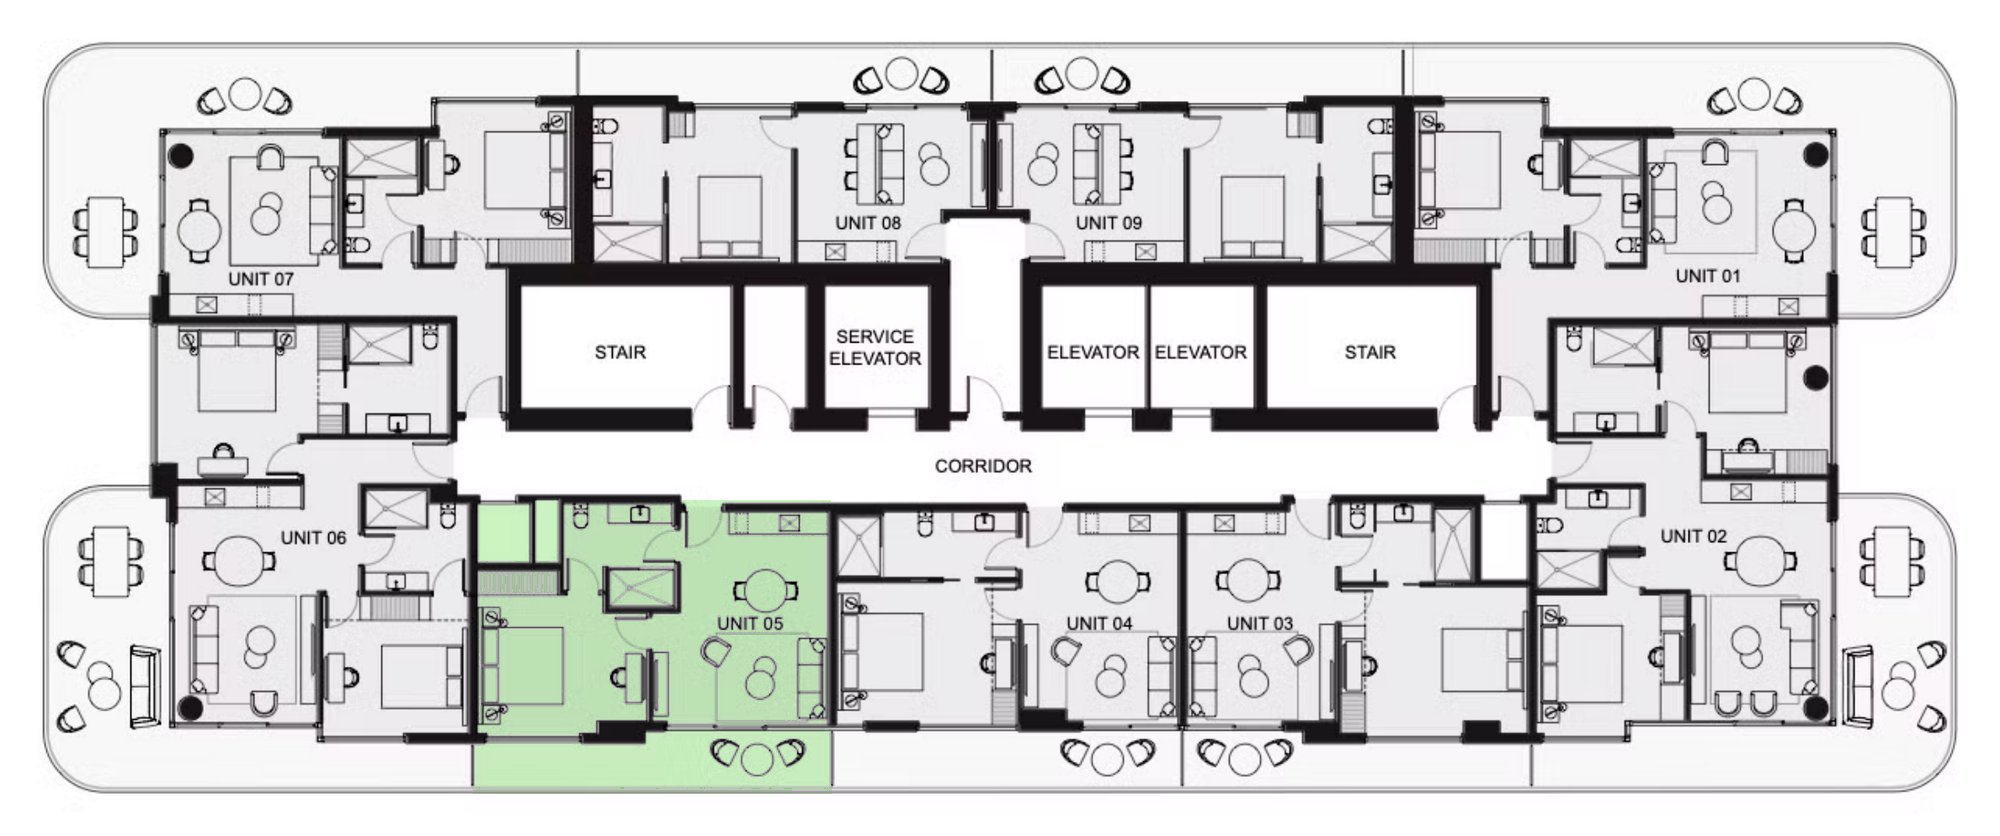 UNIT 08
UNIT 09
UNIT 07
UNIT 01
STAIR
SERVICE
ELEVATOR
ELEVATOR
ELEVATOR
STAIR
CORRIDOR
UNIT 06
UNIT 02
UNIT 05
UNIT 04
UNIT 03